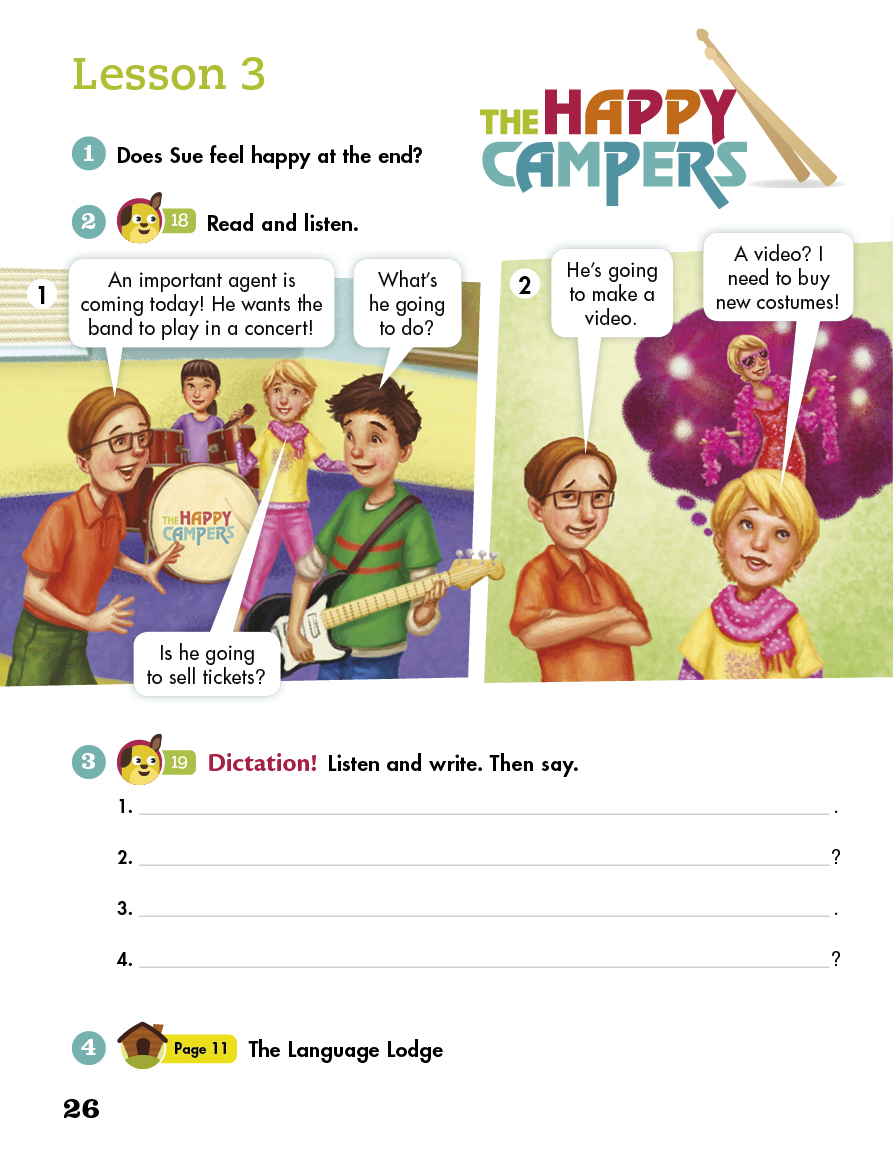 Lesson 3
THE HAPPY
CAMPERS
1 Does Sue feel happy at the end?
2 18 Read and listen.
1
An important agent is
coming today! He wants the
band to play in a concert!
What's
he going
to do?
THE HAPPY
CAMPERS
Is he going
to sell tickets?
2
He's going
to make a
video.
A video? I
need to buy
new costumes!
3 19 Dictation! Listen and write. Then say.
1. .
2. ?
3. .
4. ?
4 Page 11 The Language Lodge
26